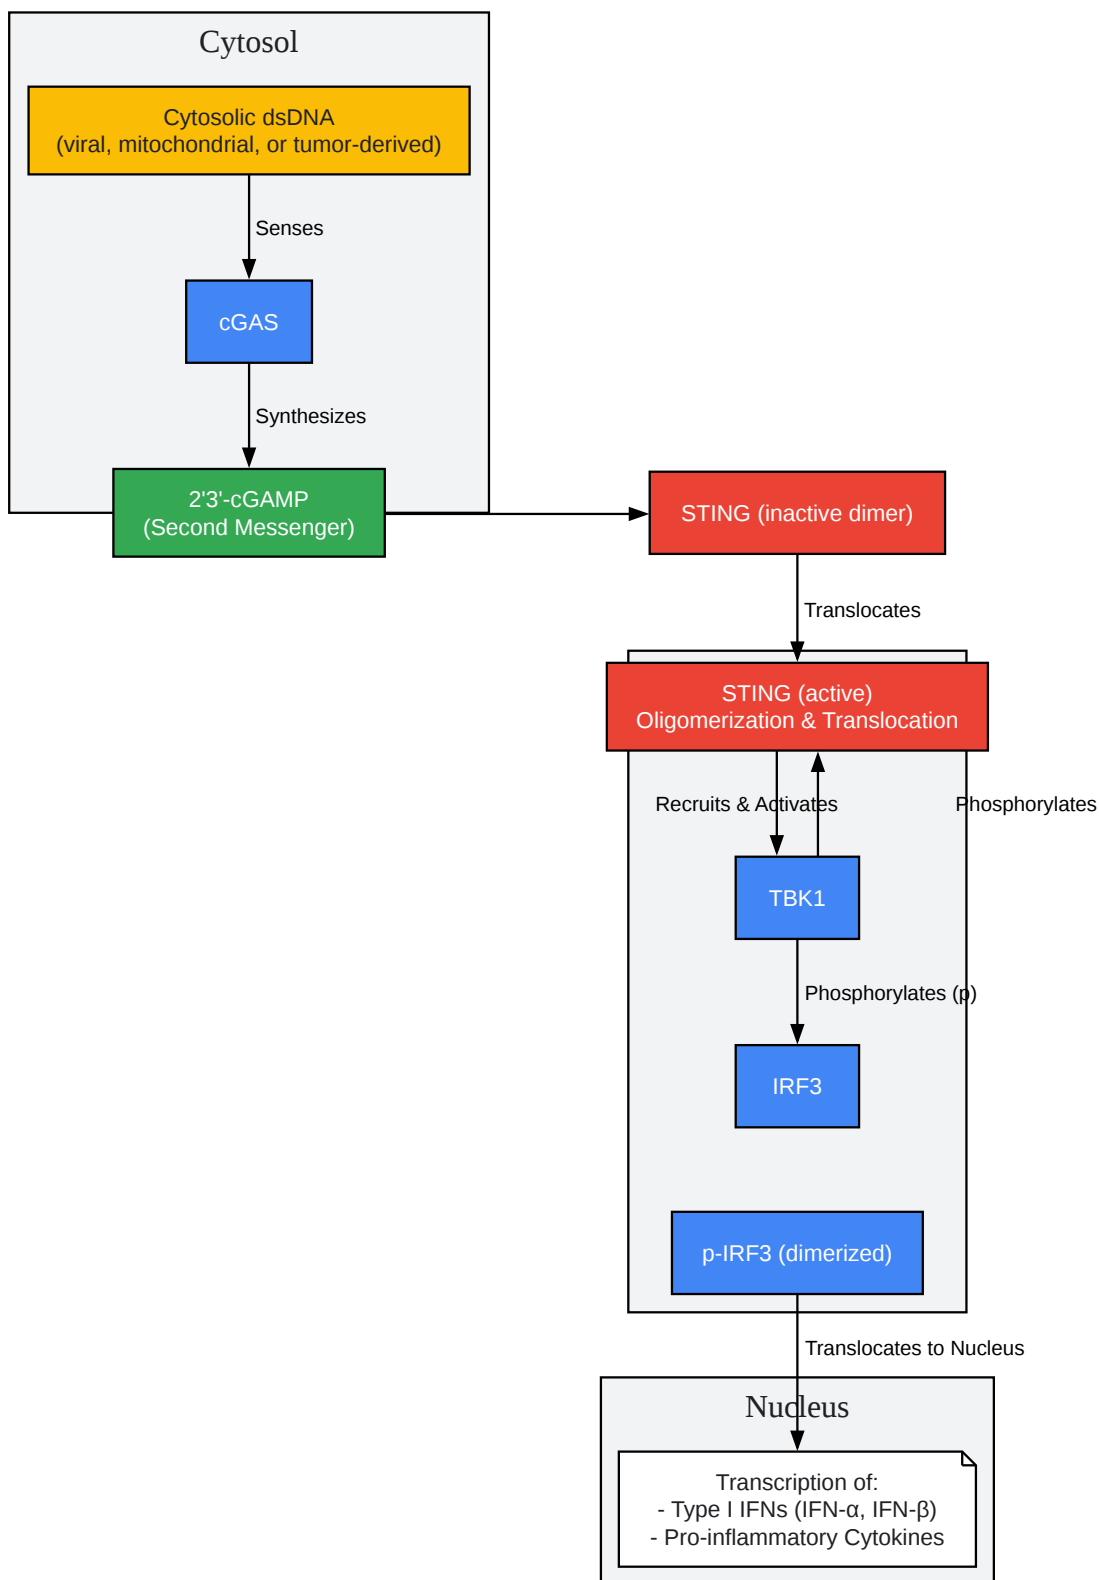 Cytosol
Cytosolic dsDNA
(viral, mitochondrial, or tumor-derived)
Senses
cGAS
Synthesizes
2'3'-cGAMP
(Second Messenger)
STING (inactive dimer)
Translocates
STING (active)
Oligomerization & Translocation
Recruits & Activates
Phosphorylates
TBK1
Phosphorylates (p)
IRF3
p-IRF3 (dimerized)
Translocates to Nucleus
Nucleus
Transcription of:
- Type I IFNs (IFN-α, IFN-β)
- Pro-inflammatory Cytokines